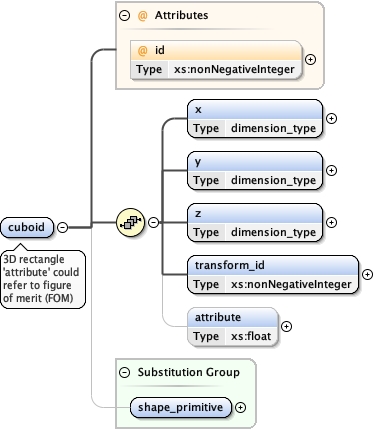 Attributes
@ id
Type xs:nonNegativeInteger
x
Type dimension_type
y
Type dimension_type
z
Type dimension_type
cuboid
3D rectangle
'attribute' could
refer to figure
of merit (FOM)
transform_id
Type xs:nonNegativeInteger
attribute
Type xs:float
Substitution Group
shape_primitive